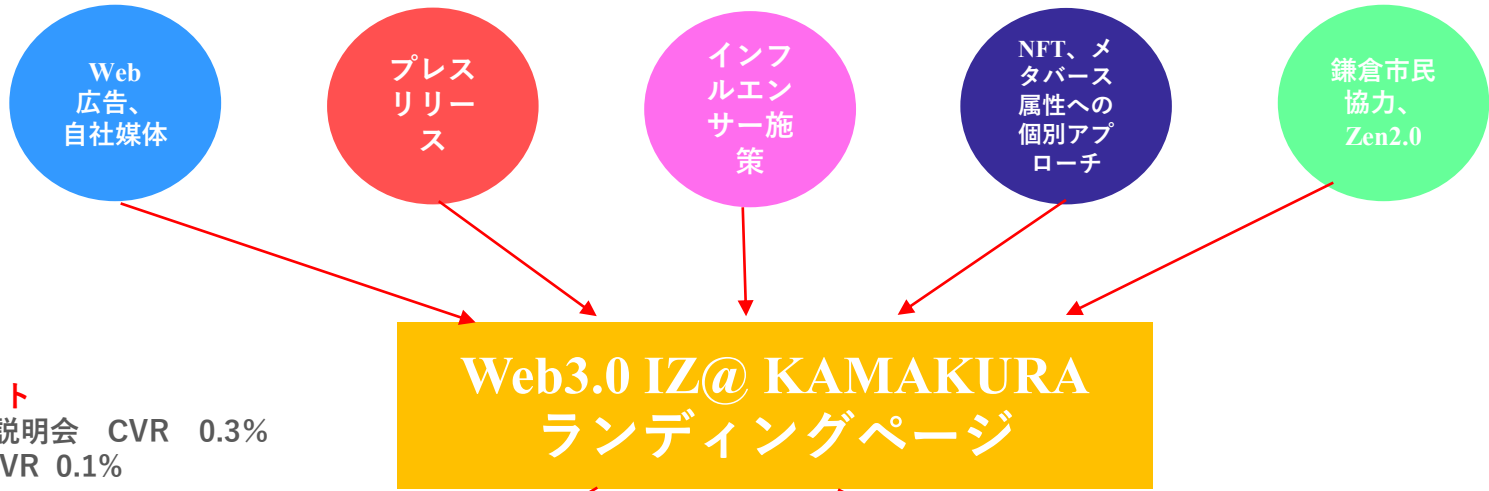 Web
広告、
自社媒体
プレス
リリー
ス
インフ
ルエン
サー施
策
NFT、メ
タバース
属性への
個別アプ
ローチ
鎌倉市民
協力、
Zen2.0
Web3.0 IZ@ KAMAKURA
ランディングページ
ト
説明会 CVR 0.3%
VR 0.1%